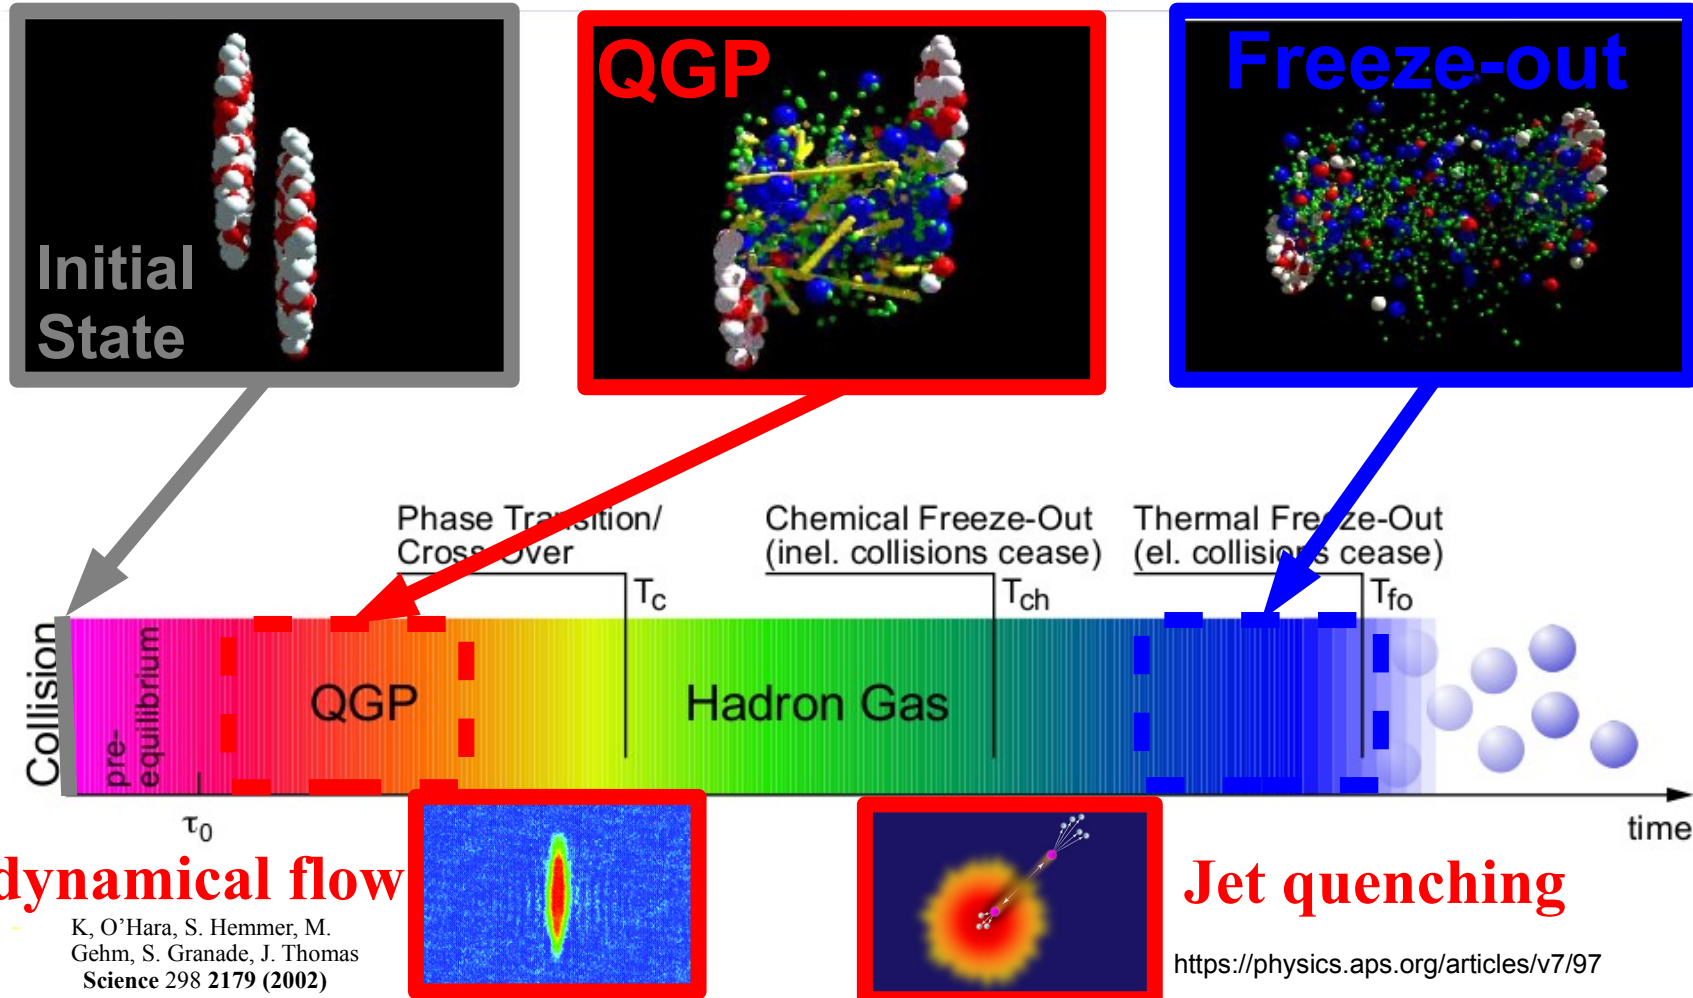 QGP
Freeze-out
Initial
State
Phase Transition/
Cross-Over
Chemical Freeze-Out
(inel. collisions cease)
Thermal Freeze-Out
(el. collisions cease)
Tc
Tch
Tfo
Collision
pre-
equilibrium
QGP
Hadron Gas
τ0
time
dynamical flow
Jet quenching
K, O’Hara, S. Hemmer, M.
Gehm, S. Granade, J. Thomas
Science 298 2179 (2002)
https://physics.aps.org/articles/v7/97